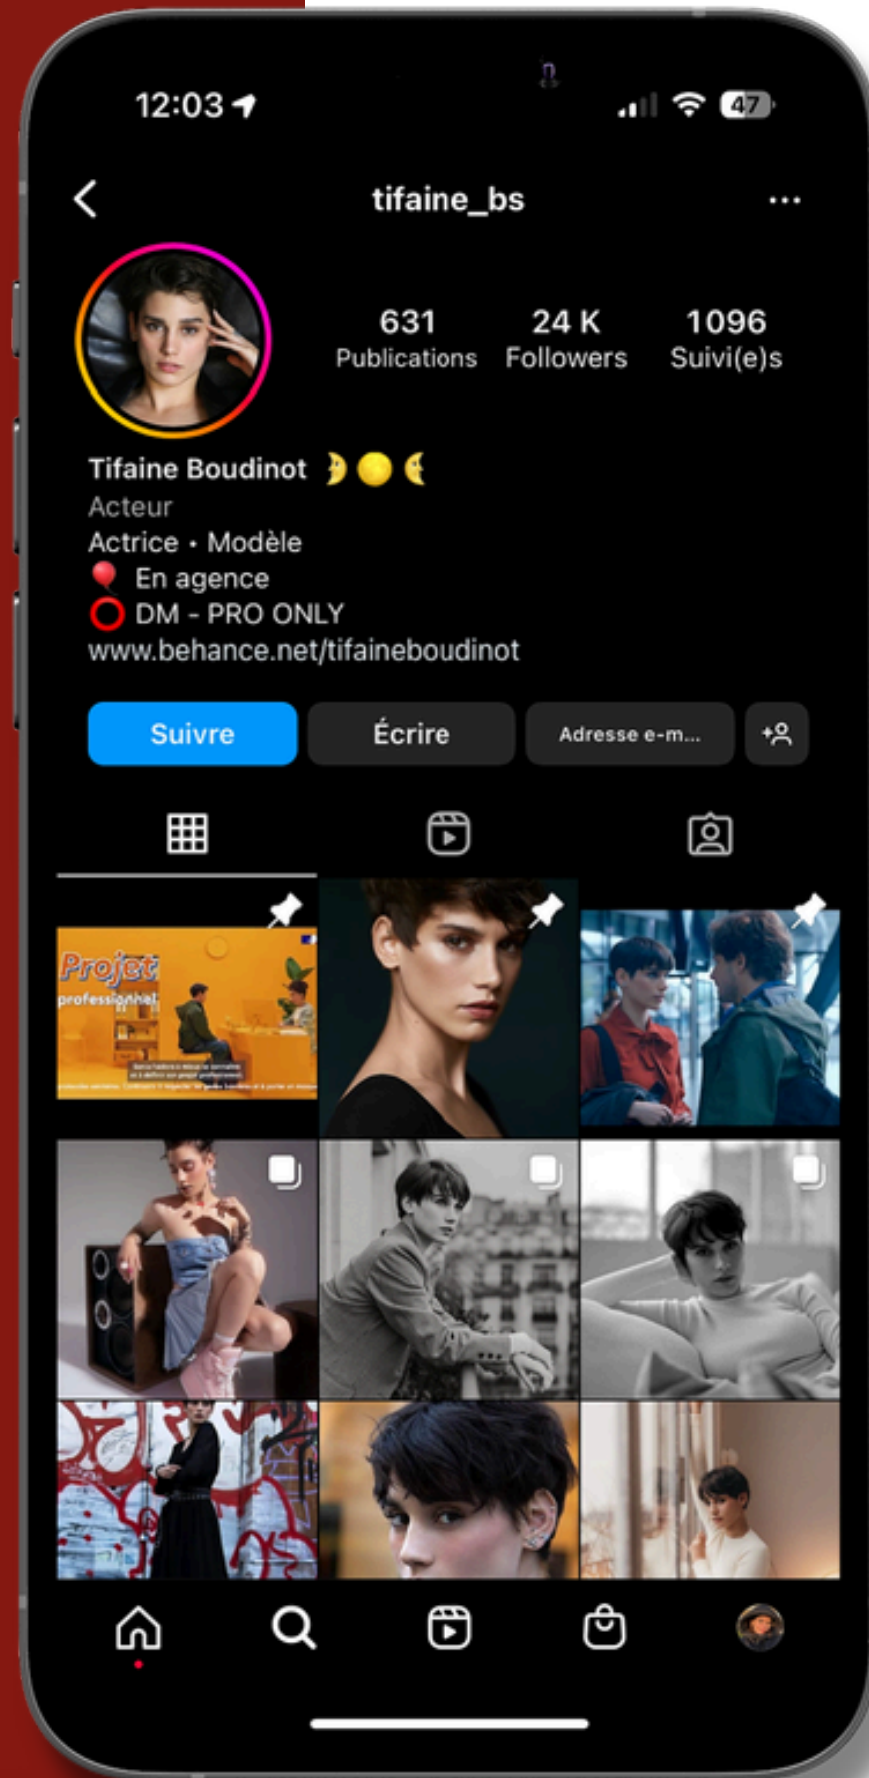 12:03
47
tifaine_bs
631
24 K
1096
Publications
Followers
Suivi(e)s
Tifaine Boudinot
Acteur
Actrice • Modèle
En agence
DM - PRO ONLY
www.behance.net/tifaineboudinot
Suivre
Écrire
Adresse e-m...
Projet
professionnel